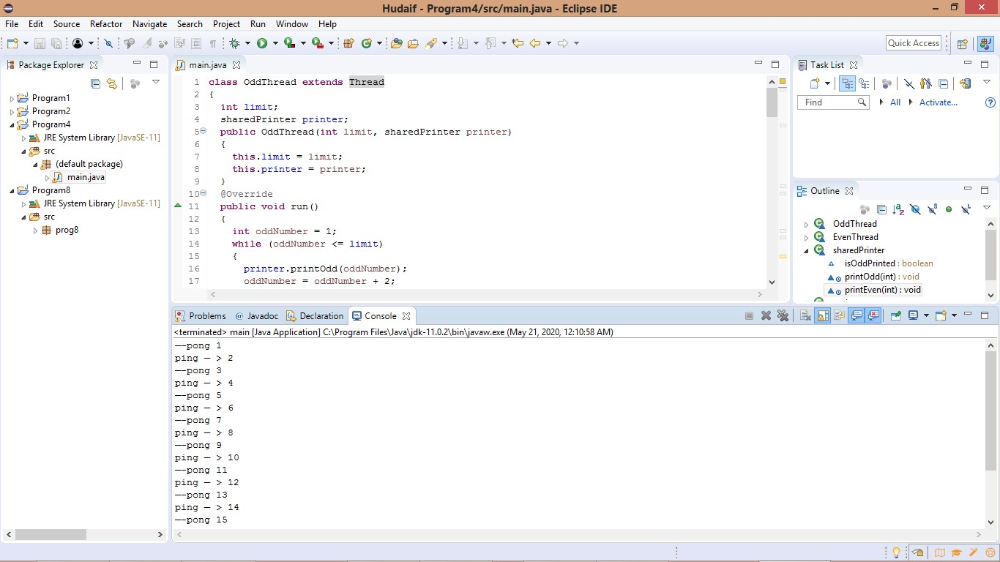 Hudaif - Program4/src/main.java - Eclipse IDE
File Edit Source Refactor Navigate Search Project Run Window Help
Quick Access
Package Explorer
Program1
Program2
Program4
JRE System Library [JavaSE-11]
src
(default package)
main.java
Program8
JRE System Library [JavaSE-11]
src
prog8
main.java
1 class OddThread extends Thread
2 {
3 int limit;
4 sharedPrinter printer;
5 public OddThread(int limit, sharedPrinter printer)
6 {
7 this.limit = limit;
8 this.printer = printer;
9 }
10 @Override
11 public void run()
12 {
13 int oddNumber = 1;
14 while (oddNumber <= limit)
15 {
16 printer.printOdd(oddNumber);
17 oddNumber = oddNumber + 2;
Task List
Find All Activate...
Outline
OddThread
EvenThread
sharedPrinter
isOddPrinted : boolean
printOdd(int) : void
printEven(int) : void
Problems @ Javadoc Declaration Console
<terminated> main [Java Application] C:\Program Files\Java\jdk-11.0.2\bin\javaw.exe (May 21, 2020, 12:10:58 AM)
——pong 1
ping — > 2
——pong 3
ping — > 4
——pong 5
ping — > 6
——pong 7
ping — > 8
——pong 9
ping — > 10
——pong 11
ping — > 12
——pong 13
ping — > 14
——pong 15